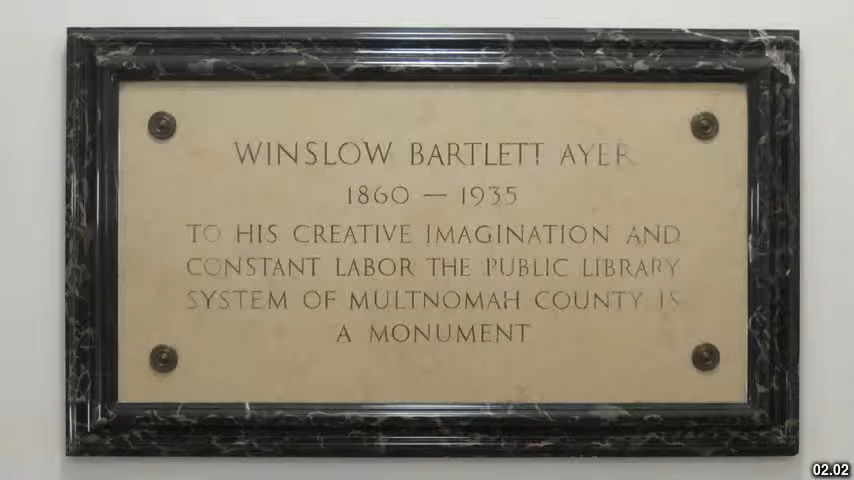 WINSLOW BARTLETT AYER
1860 — 1935
TO HIS CREATIVE IMAGINATION AND
CONSTANT LABOR THE PUBLIC LIBRARY
SYSTEM OF MULTNOMAH COUNTY IS
A MONUMENT
02.02